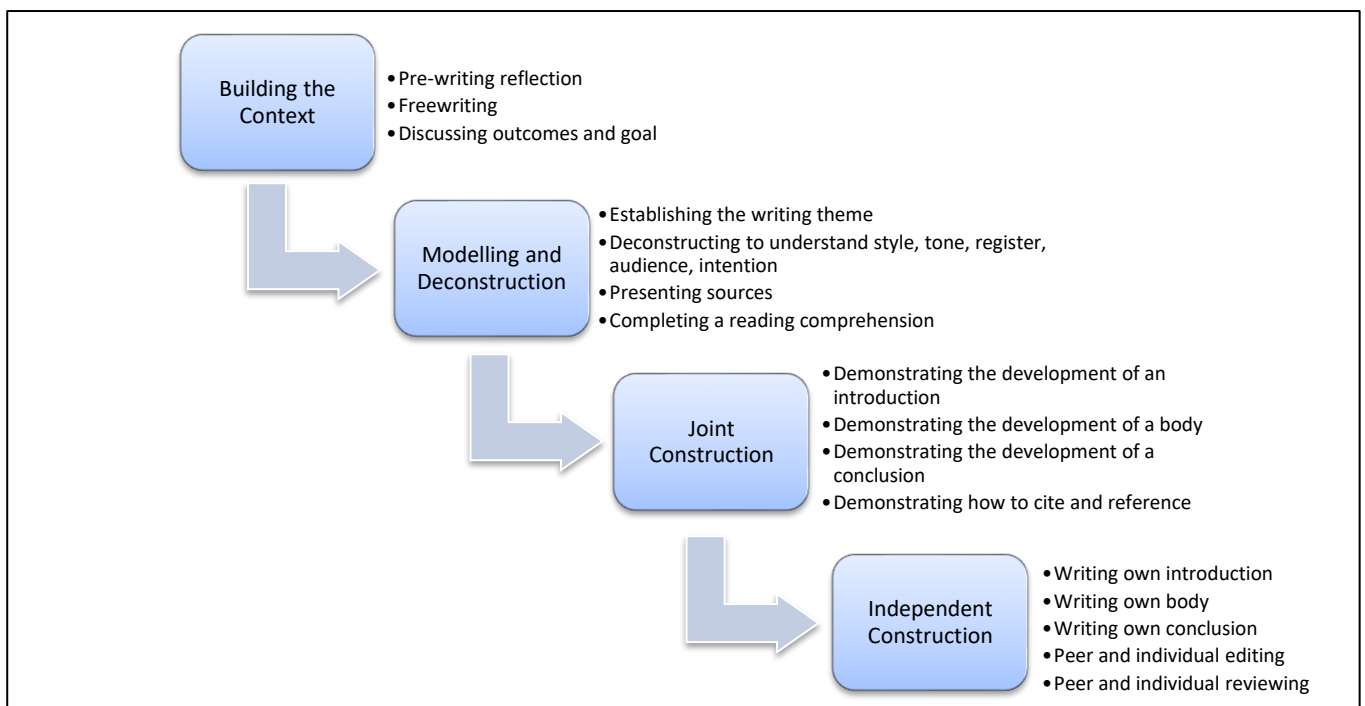 Building the
Context
•Pre-writing reflection
•Freewriting
•Discussing outcomes and goal
Modelling and
Deconstruction
•Establishing the writing theme
•Deconstructing to understand style, tone, register,
audience, intention
•Presenting sources
•Completing a reading comprehension
Joint
Construction
•Demonstrating the development of an
introduction
•Demonstrating the development of a body
•Demonstrating the development of a
conclusion
•Demonstrating how to cite and reference
Independent
Construction
•Writing own introduction
•Writing own body
•Writing own conclusion
•Peer and individual editing
•Peer and individual reviewing